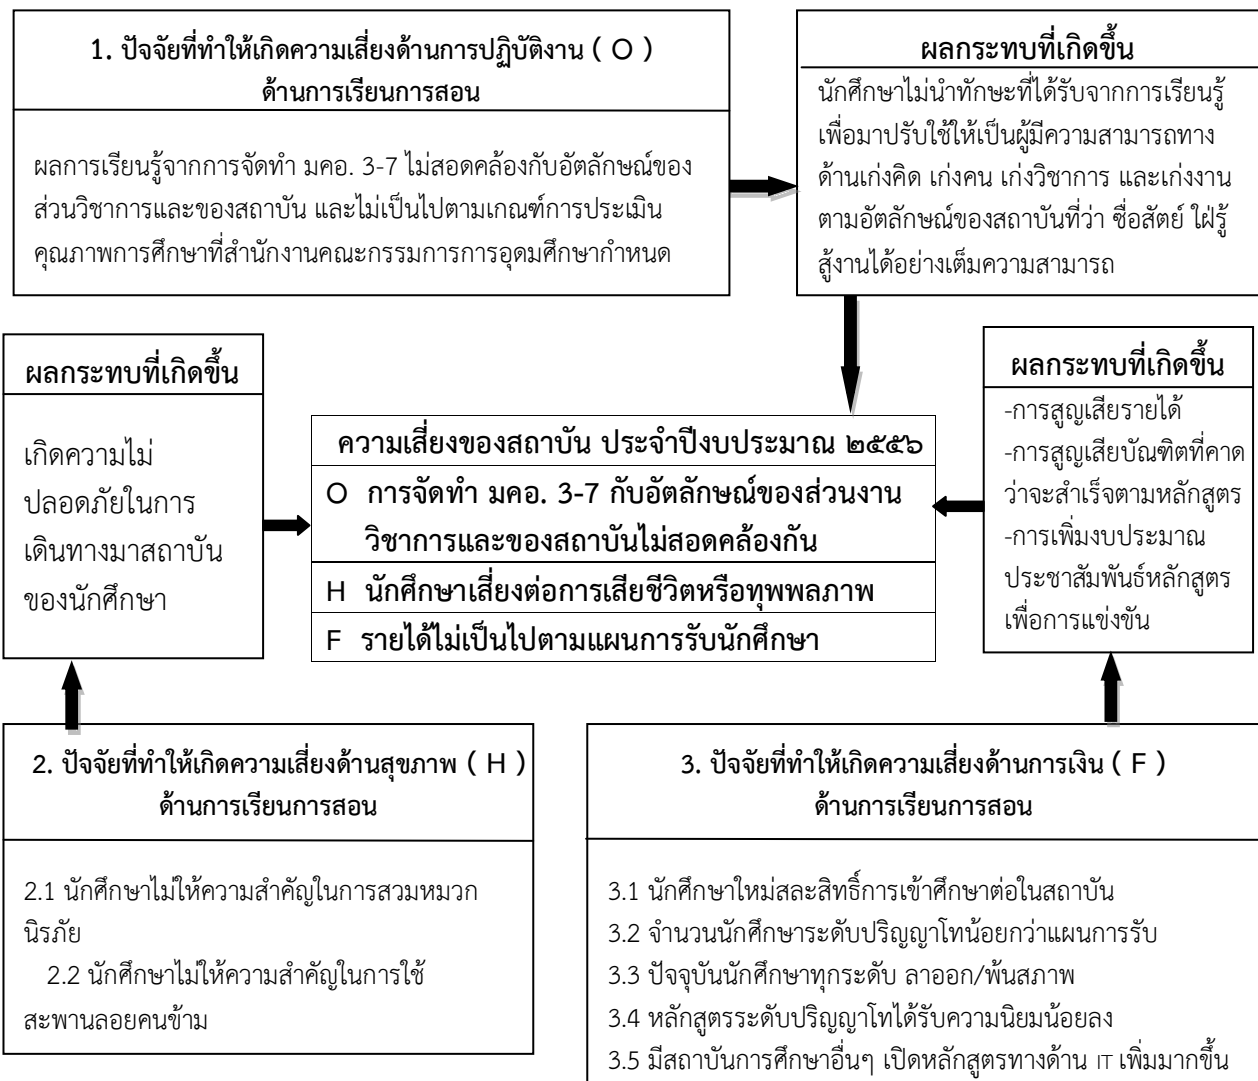 1. ปัจจัยที่ทำให้เกิดความเสี่ยงด้านการปฏิบัติงาน ( O )
ด้านการเรียนการสอน
ผลการเรียนรู้จากการจัดทำ มคอ. 3-7 ไม่สอดคล้องกับอัตลักษณ์ของ
ส่วนวิชาการและของสถาบัน และไม่เป็นไปตามเกณฑ์การประเมิน
คุณภาพการศึกษาที่สำนักงานคณะกรรมการการอุดมศึกษากำหนด
ผลกระทบที่เกิดขึ้น
นักศึกษาไม่นำทักษะที่ได้รับจากการเรียนรู้
เพื่อมาปรับใช้ให้เป็นผู้มีความสามารถทาง
ด้านเก่งคิด เก่งคน เก่งวิชาการ และเก่งงาน
ตามอัตลักษณ์ของสถาบันที่ว่า ซื่อสัตย์ ใฝ่รู้
สู้งานได้อย่างเต็มความสามารถ
ผลกระทบที่เกิดขึ้น
เกิดความไม่
ปลอดภัยในการ
เดินทางมาสถาบัน
ของนักศึกษา
ความเสี่ยงของสถาบัน ประจำปีงบประมาณ ๒๕๕๖
O การจัดทำ มคอ. 3-7 กับอัตลักษณ์ของส่วนงาน
วิชาการและของสถาบันไม่สอดคล้องกัน
H นักศึกษาเสี่ยงต่อการเสียชีวิตหรือทุพพลภาพ
F รายได้ไม่เป็นไปตามแผนการรับนักศึกษา
ผลกระทบที่เกิดขึ้น
-การสูญเสียรายได้
-การสูญเสียบัณฑิตที่คาด
ว่าจะสำเร็จตามหลักสูตร
-การเพิ่มงบประมาณ
ประชาสัมพันธ์หลักสูตร
เพื่อการแข่งขัน
2. ปัจจัยที่ทำให้เกิดความเสี่ยงด้านสุขภาพ ( H )
ด้านการเรียนการสอน
2.1 นักศึกษาไม่ให้ความสำคัญในการสวมหมวก
นิรภัย
2.2 นักศึกษาไม่ให้ความสำคัญในการใช้
สะพานลอยคนข้าม
3. ปัจจัยที่ทำให้เกิดความเสี่ยงด้านการเงิน ( F )
ด้านการเรียนการสอน
3.1 นักศึกษาใหม่สละสิทธิ์การเข้าศึกษาต่อในสถาบัน
3.2 จำนวนนักศึกษาระดับปริญญาโทน้อยกว่าแผนการรับ
3.3 ปัจจุบันนักศึกษาทุกระดับ ลาออก/พ้นสภาพ
3.4 หลักสูตรระดับปริญญาโทได้รับความนิยมน้อยลง
3.5 มีสถาบันการศึกษาอื่นๆ เปิดหลักสูตรทางด้าน IT เพิ่มมากขึ้น